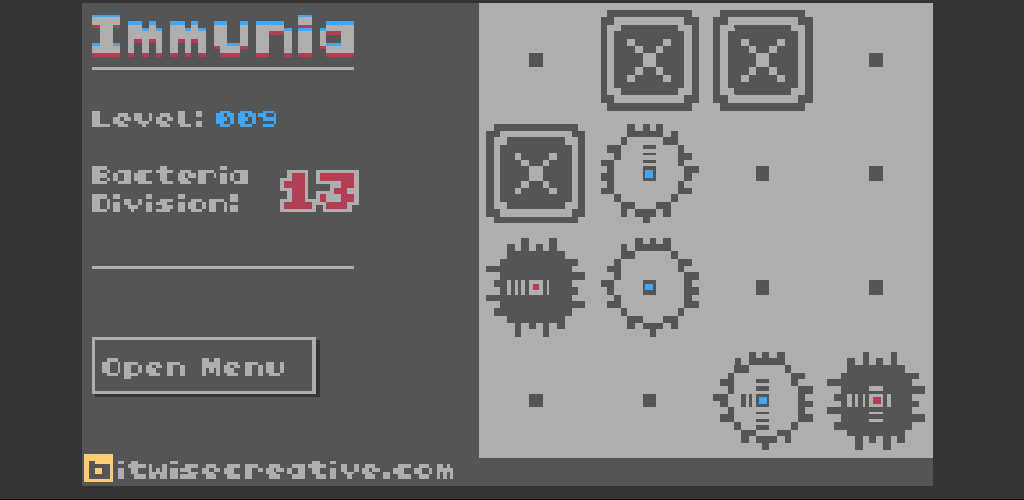 Immunia
Level: 009
Bacteria
Division: 13
Open Menu
bitwisecreative.com